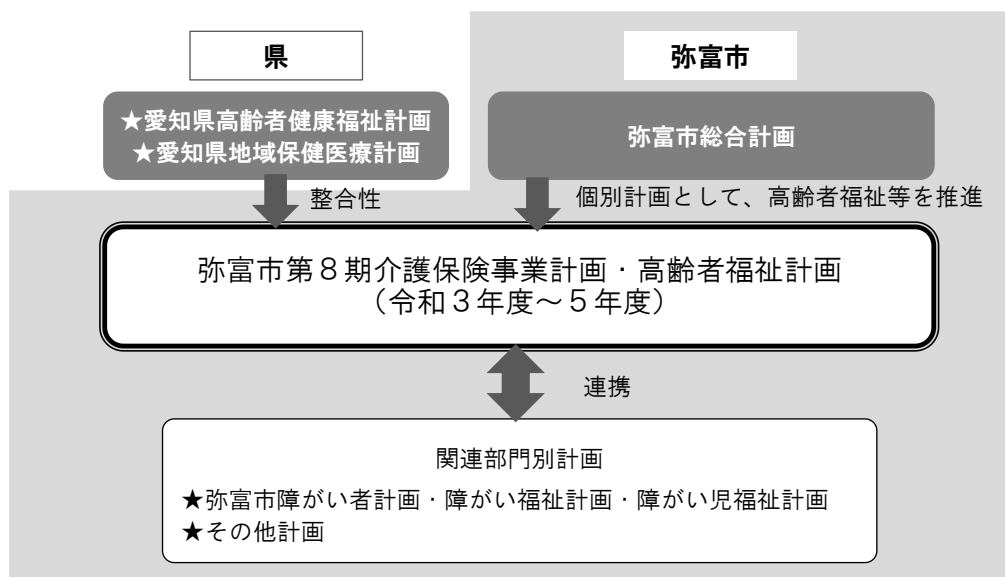 県
弥富市
★愛知県高齢者健康福祉計画
★愛知県地域保健医療計画
弥富市総合計画
整合性
個別計画として、高齢者福祉等を推進
弥富市第８期介護保険事業計画・高齢者福祉計画
（令和３年度～５年度）
連携
関連部門別計画
★弥富市障がい者計画・障がい福祉計画・障がい児福祉計画
★その他計画